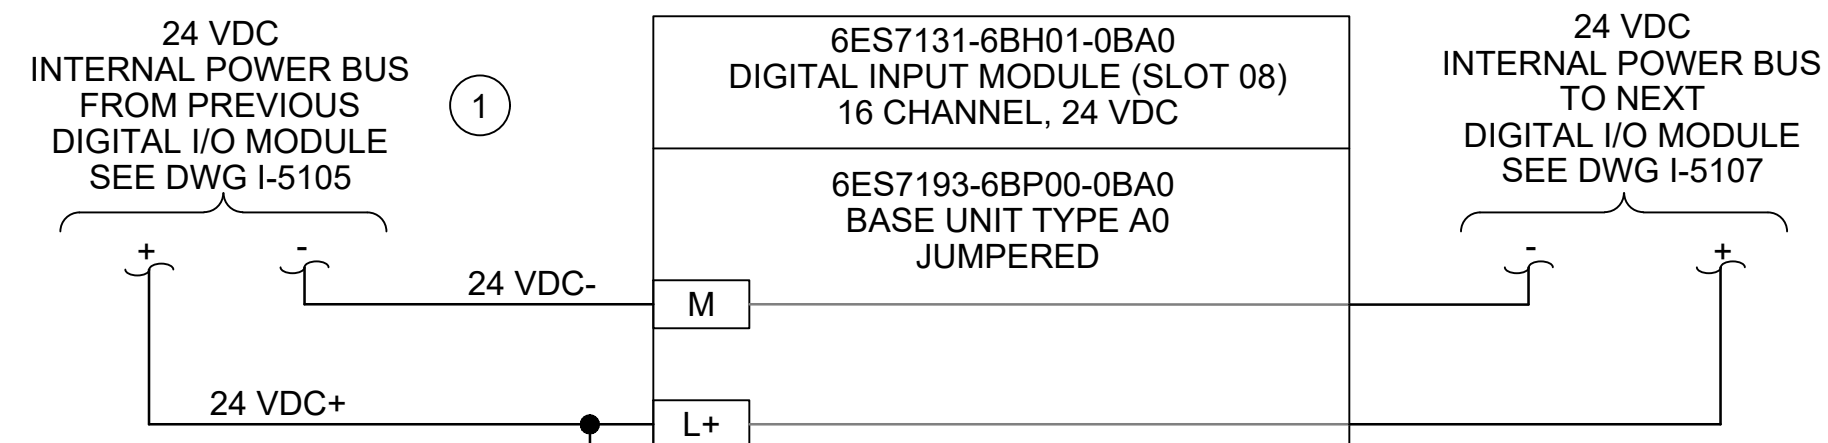 24 VDC
INTERNAL POWER BUS
FROM PREVIOUS
DIGITAL I/O MODULE
SEE DWG I-5105
+
-
1
6ES7131-6BH01-0BA0
DIGITAL INPUT MODULE (SLOT 08)
16 CHANNEL, 24 VDC
6ES7193-6BP00-0BA0
BASE UNIT TYPE A0
JUMPERED
24 VDC
INTERNAL POWER BUS
TO NEXT
DIGITAL I/O MODULE
SEE DWG I-5107
-
+
24 VDC-
M
24 VDC+
L+